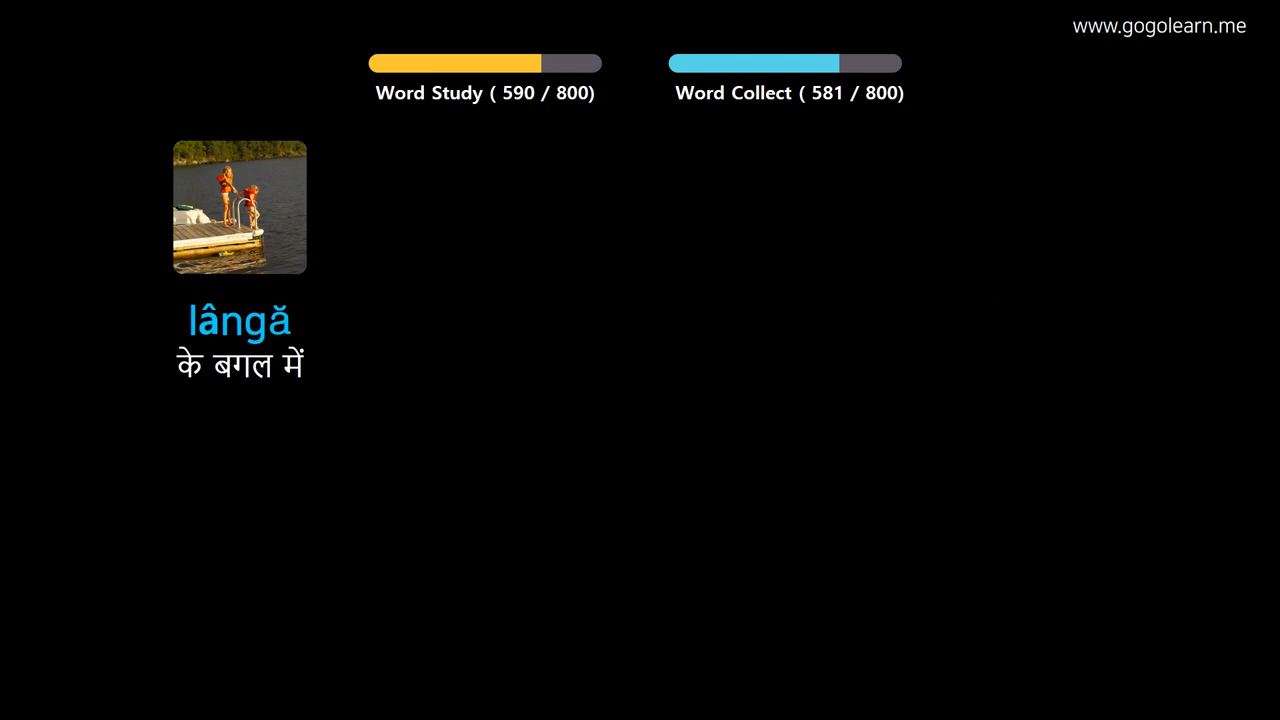 www.gogolearn.me
Word Study ( 590 / 800)
Word Collect ( 581 / 800)
lângă
के बगल में